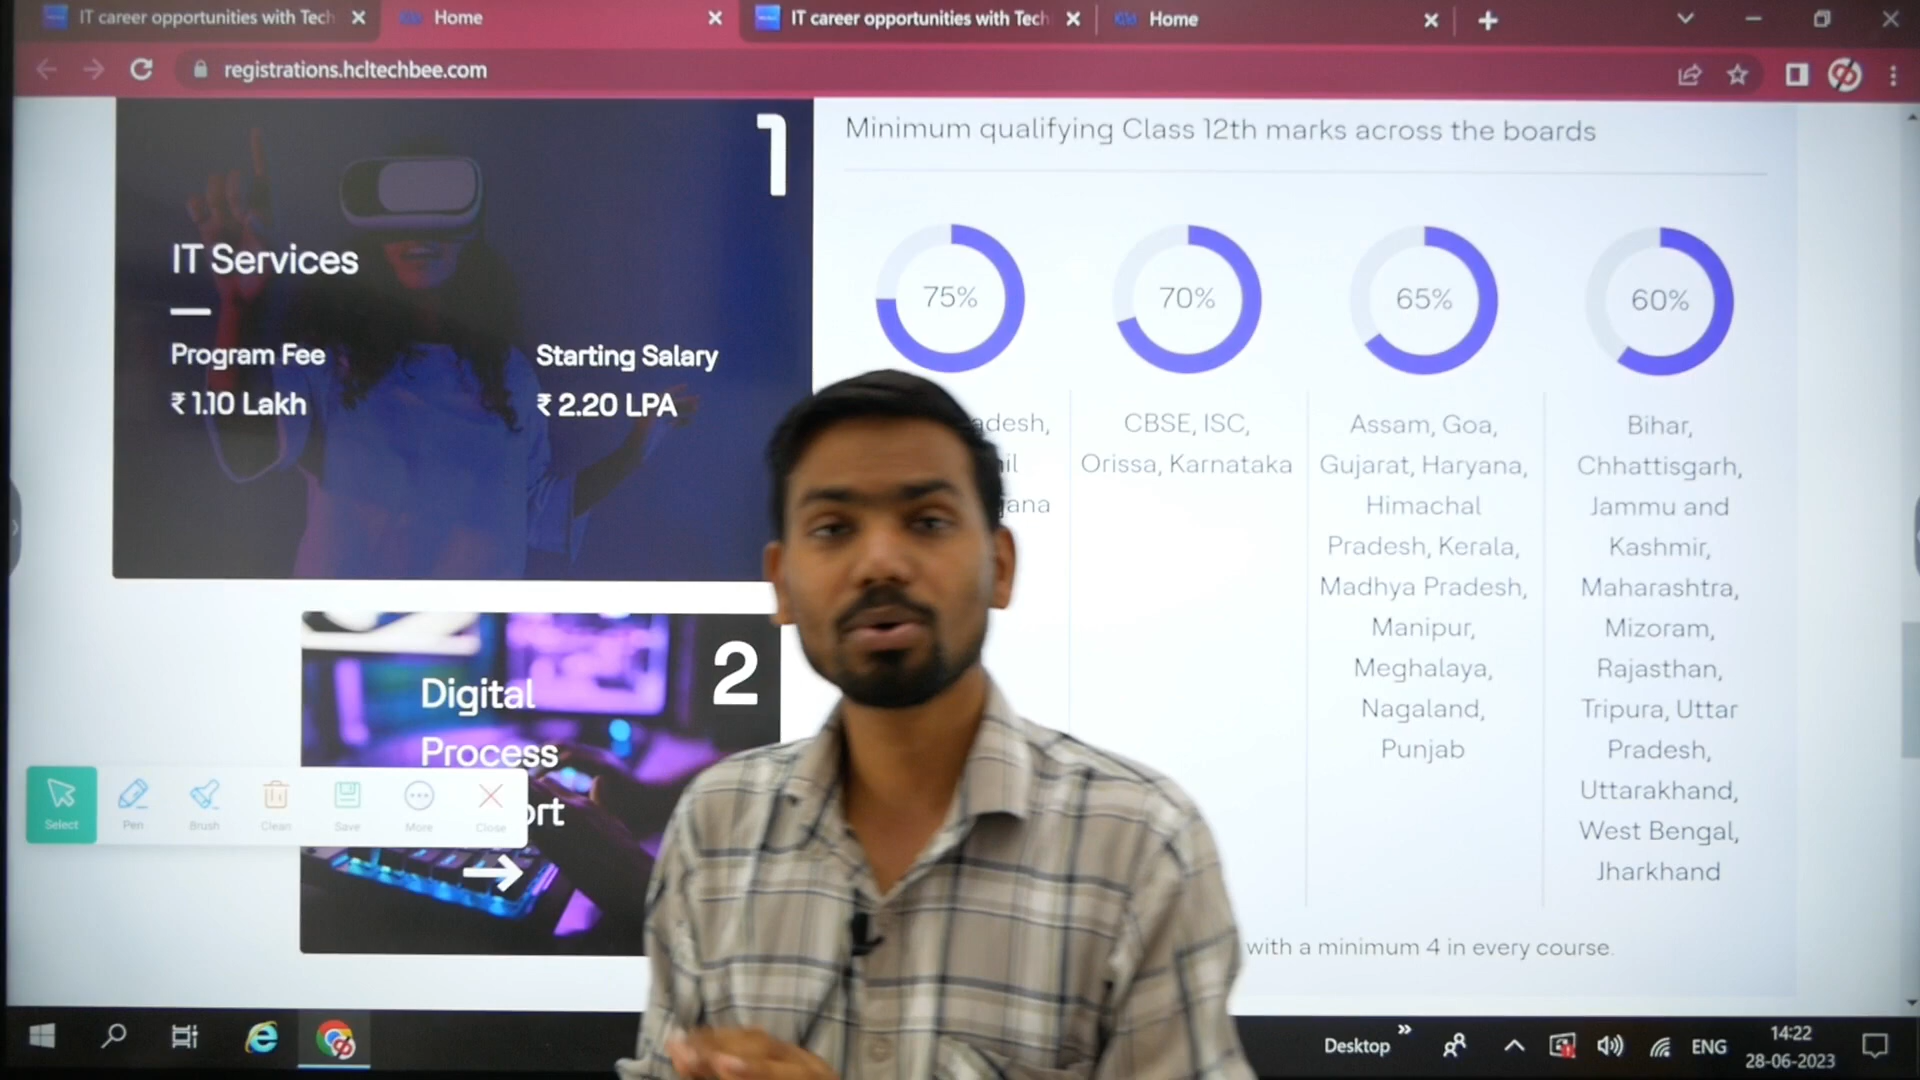 IT career opportunities with Tech
Home
IT career opportunities with Tech
Home
registrations.hcltechbee.com
1
IT Services
Program Fee
₹ 1.10 Lakh
Starting Salary
₹ 2.20 LPA
2
Digital
Process
Select
Pen
Brush
Clean
Save
More
Close
Minimum qualifying Class 12th marks across the boards
75%
70%
65%
60%
CBSE, ISC,
Orissa, Karnataka
Assam, Goa,
Gujarat, Haryana,
Himachal
Pradesh, Kerala,
Madhya Pradesh,
Manipur,
Meghalaya,
Nagaland,
Punjab
Bihar,
Chhattisgarh,
Jammu and
Kashmir,
Maharashtra,
Mizoram,
Rajasthan,
Tripura, Uttar
Pradesh,
Uttarakhand,
West Bengal,
Jharkhand
with a minimum 4 in every course.
Desktop
ENG
14:22
28-06-2023